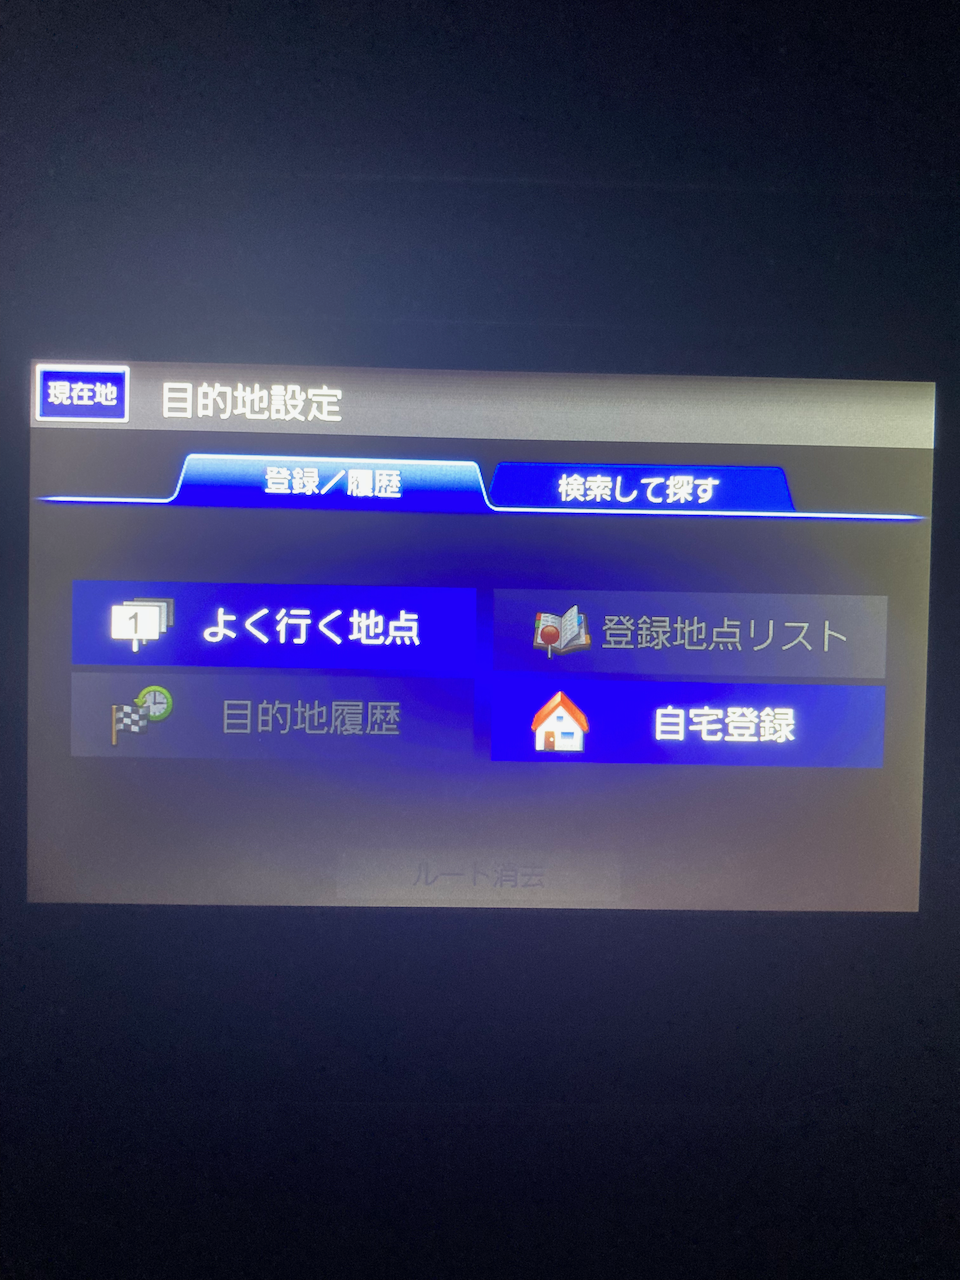 現在地
目的地設定
登録／履歴
検索して探す
1
よく行く地点
登録地点リスト
目的地履歴
自宅登録
ルート消去